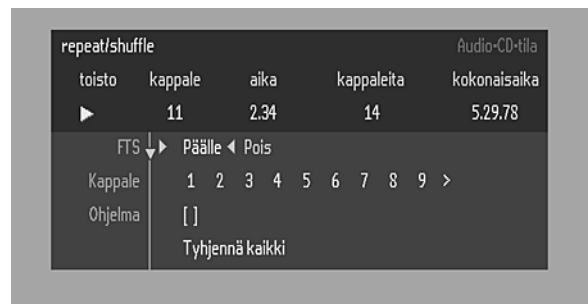 repeat/shuffle Audio-CD-tila
toisto kappale aika kappaleita kokonaisaika
11 2.34 14 5.29.78
FTS Päälle Pois
Kappale 1 2 3 4 5 6 7 8 9 >
Ohjelma [ ]
Tyhjennä kaikki